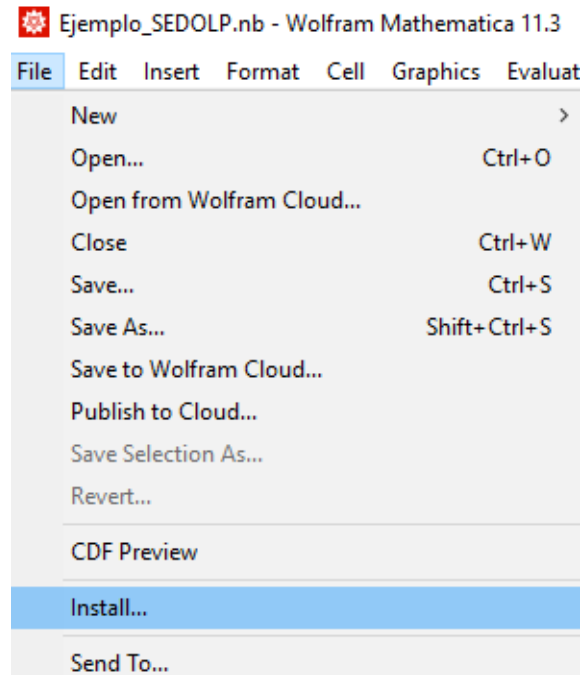 Ejemplo_SEDOLP.nb - Wolfram Mathematica 11.3
File Edit Insert Format Cell Graphics Evaluat
New >
Open... Ctrl+O
Open from Wolfram Cloud...
Close Ctrl+W
Save... Ctrl+S
Save As... Shift+Ctrl+S
Save to Wolfram Cloud...
Publish to Cloud...
Save Selection As...
Revert...
CDF Preview
Install...
Send To...